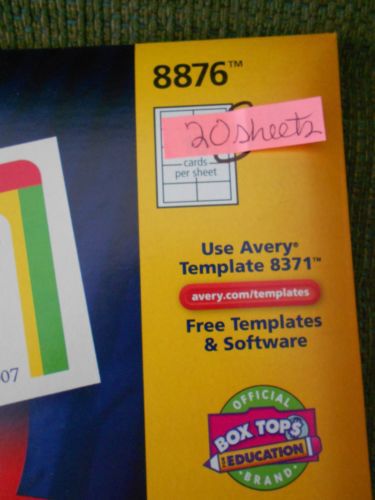 8876™
20 sheets
cards
per sheet
Use Avery®
Template 8371™
avery.com/templates
Free Templates
& Software
07
OFFICIAL
BOX TOPS
FOR EDUCATION
BRAND